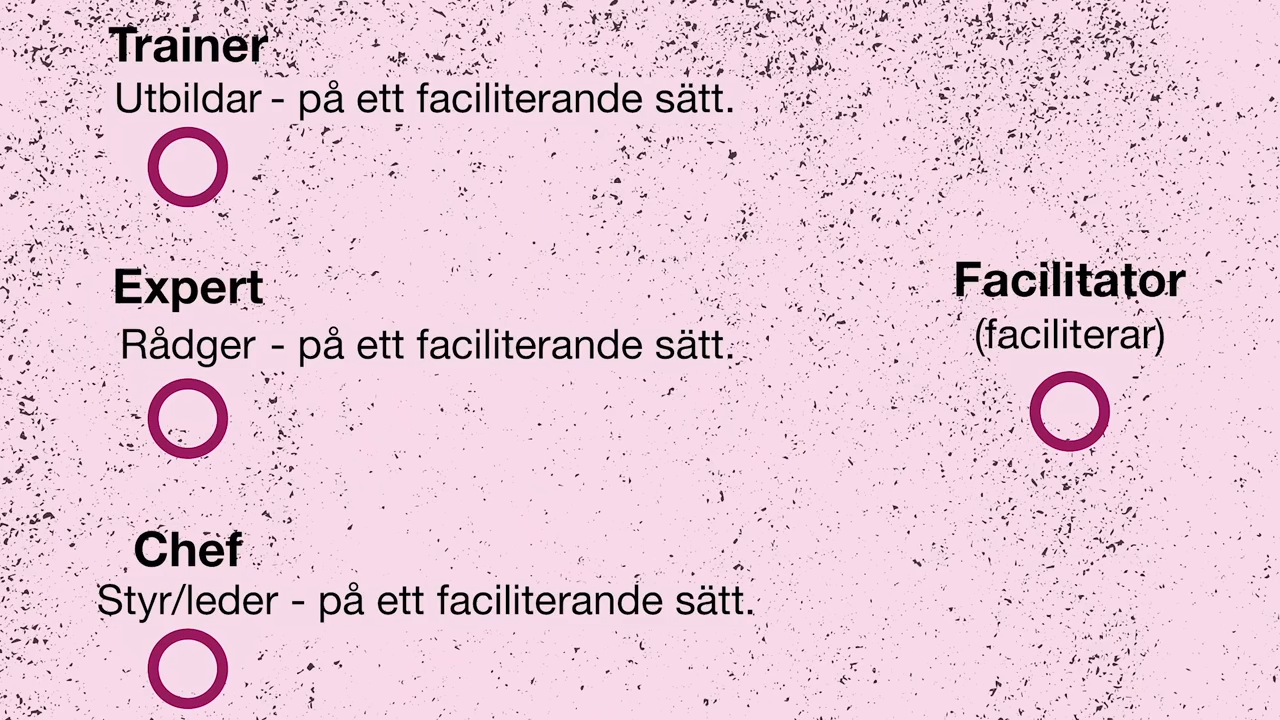 Trainer
Utbildar - på ett faciliterande sätt.
Expert
Rådger - på ett faciliterande sätt.
Facilitator
(faciliterar)
Chef
Styr/leder - på ett faciliterande sätt.